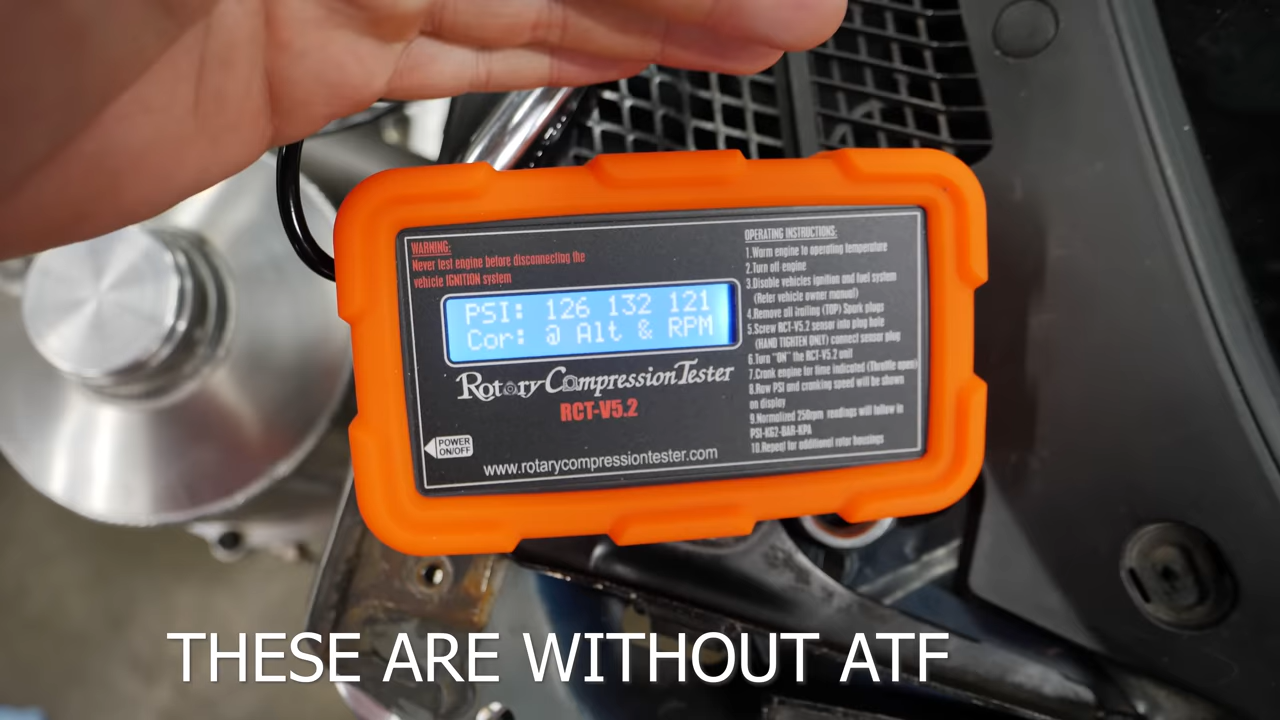 WARNING:
Never test engine before disconnecting the
vehicle IGNITION system
PSI: 126 132 121
Cor: @ Alt & RPM
Rotary Compression Tester
RCT-V5.2
POWER
ON/OFF
www.rotarycompressiontester.com
OPERATING INSTRUCTIONS:
1.Warm engine to operating temperature
2.Turn off engine
3.Disable vehicles ignition and fuel system
(Refer vehicle owner manual)
4.Remove all trailing (TOP) Spark plugs
5.Screw RCT-V5.2 sensor into plug hole
(HAND TIGHTEN ONLY) connect sensor plug
6.Turn "ON" the RCT-V5.2 unit
7.Crank engine for time indicated (Throttle open)
8.Raw PSI and cranking speed will be shown
on display
9.Normalized 250rpm readings will follow in
PSI-KG2-BAR-KPA
10.Repeat for additional rotor housings
THESE ARE WITHOUT ATF